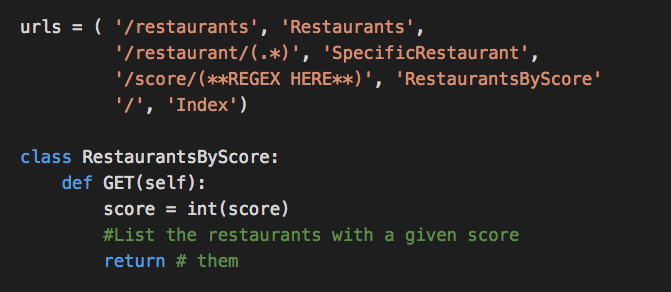 urls = ( '/restaurants', 'Restaurants',
         '/restaurant/(.*)', 'SpecificRestaurant',
         '/score/(**REGEX HERE**)', 'RestaurantsByScore'
         '/', 'Index')
class RestaurantsByScore:
    def GET(self):
        score = int(score)
        #List the restaurants with a given score
        return # them